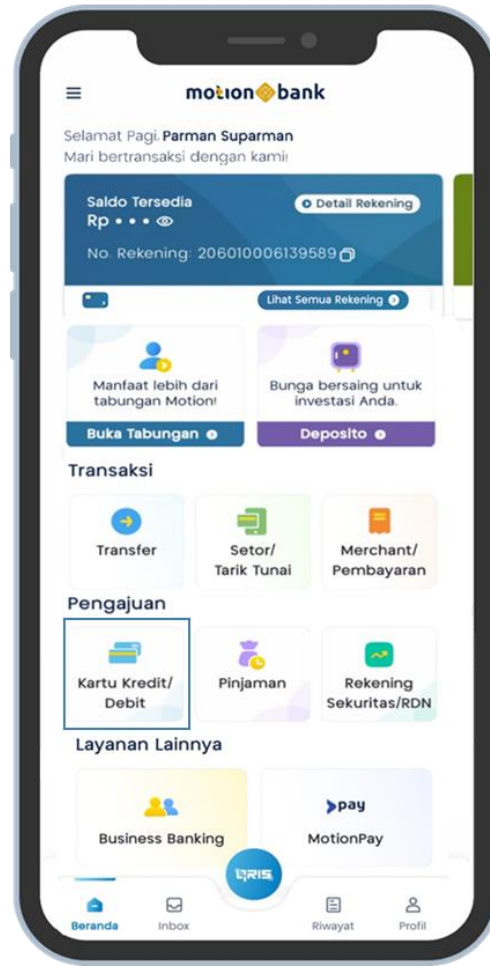 motion bank
Selamat Pagi, Parman Suparman
Mari bertransaksi dengan kami!
Saldo Tersedia
Rp • • •
Detail Rekening
No. Rekening: 206010006139589
Lihat Semua Rekening
Manfaat lebih dari
tabungan Motion!
Buka Tabungan
Bunga bersaing untuk
investasi Anda.
Deposito
Transaksi
Transfer
Setor/
Tarik Tunai
Merchant/
Pembayaran
Pengajuan
Kartu Kredit/
Debit
Pinjaman
Rekening
Sekuritas/RDN
Layanan Lainnya
Business Banking
pay
MotionPay
QRIS
Beranda
Inbox
Riwayat
Profil